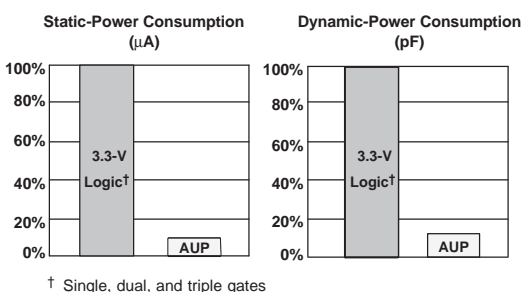 Static-Power Consumption
(μA)
100%
80%
60%
40%
20%
0%
3.3-V
Logic†
AUP
Dynamic-Power Consumption
(pF)
100%
80%
60%
40%
20%
0%
3.3-V
Logic†
AUP
† Single, dual, and triple gates